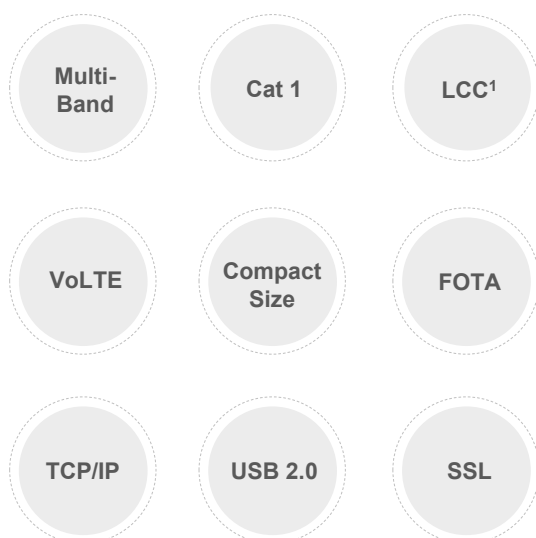 Multi-
Band
Cat 1
LCC¹
VoLTE
Compact
Size
FOTA
TCP/IP
USB 2.0
SSL